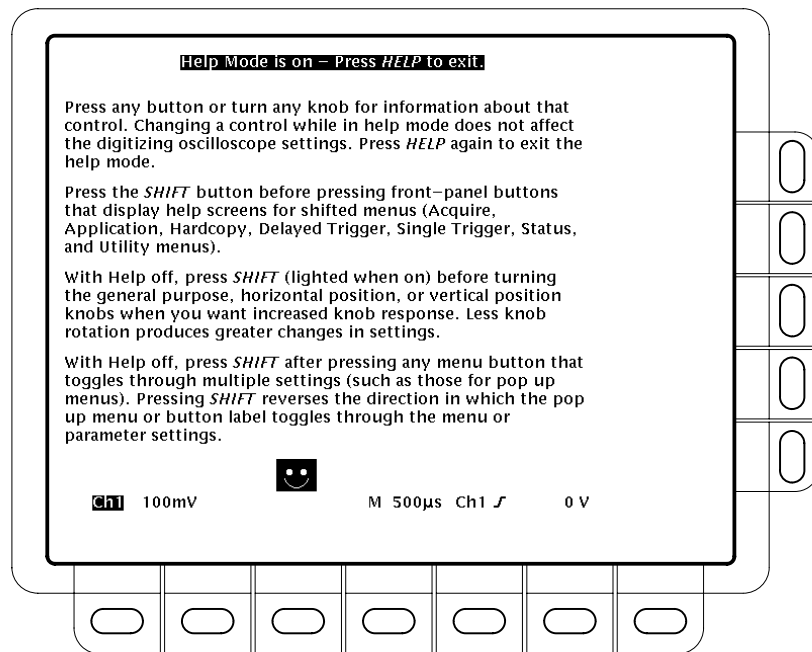 Help Mode is on – Press HELP to exit.
Press any button or turn any knob for information about that
control. Changing a control while in help mode does not affect
the digitizing oscilloscope settings. Press HELP again to exit the
help mode.
Press the SHIFT button before pressing front–panel buttons
that display help screens for shifted menus (Acquire,
Application, Hardcopy, Delayed Trigger, Single Trigger, Status,
and Utility menus).
With Help off, press SHIFT (lighted when on) before turning
the general purpose, horizontal position, or vertical position
knobs when you want increased knob response. Less knob
rotation produces greater changes in settings.
With Help off, press SHIFT after pressing any menu button that
toggles through multiple settings (such as those for pop up
menus). Pressing SHIFT reverses the direction in which the pop
up menu or button label toggles through the menu or
parameter settings.
Ch1 100mV M 500µs Ch1 0 V